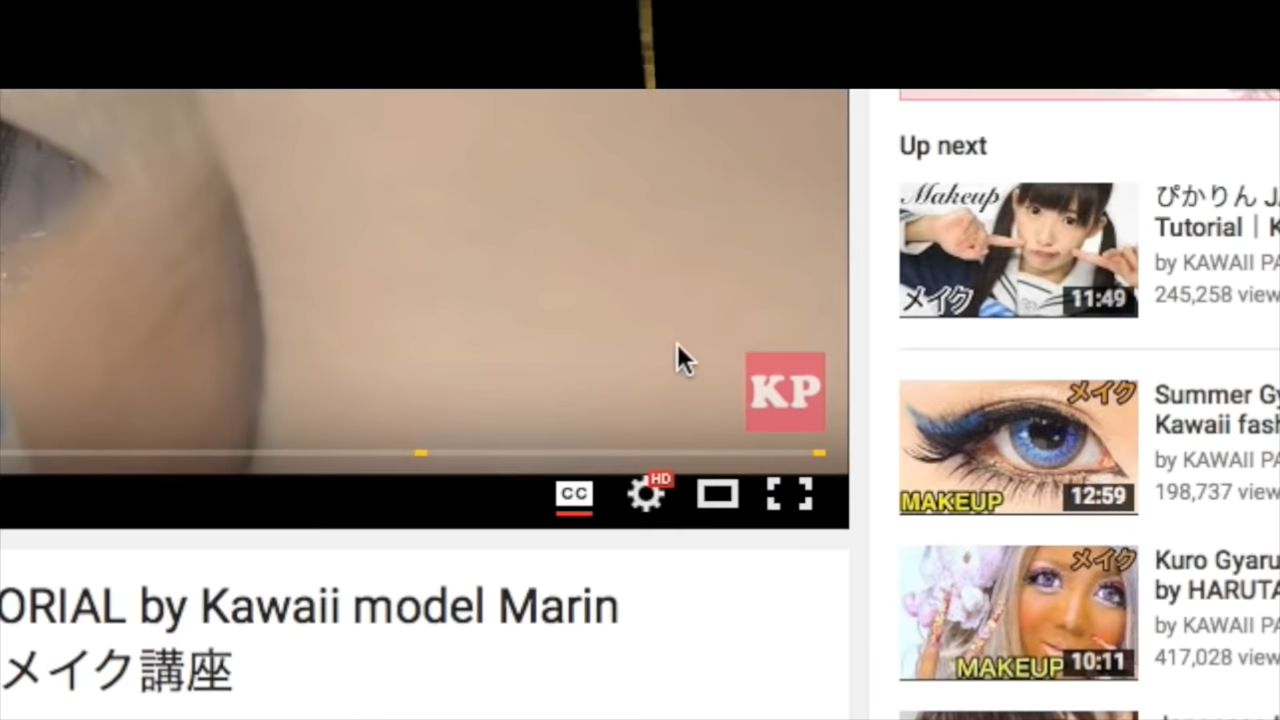 Up next
Makeup
メイク
11:49
ぴかりん
Tutorial｜K
by KAWAII PA
245,258 view
KP
メイク
MAKEUP
12:59
Summer Gy
Kawaii fash
by KAWAII PA
198,737 view
CC
HD
メイク
MAKEUP
10:11
Kuro Gyaru
by HARUTA
by KAWAII PA
417,028 view
ORIAL by Kawaii model Marin
メイク講座